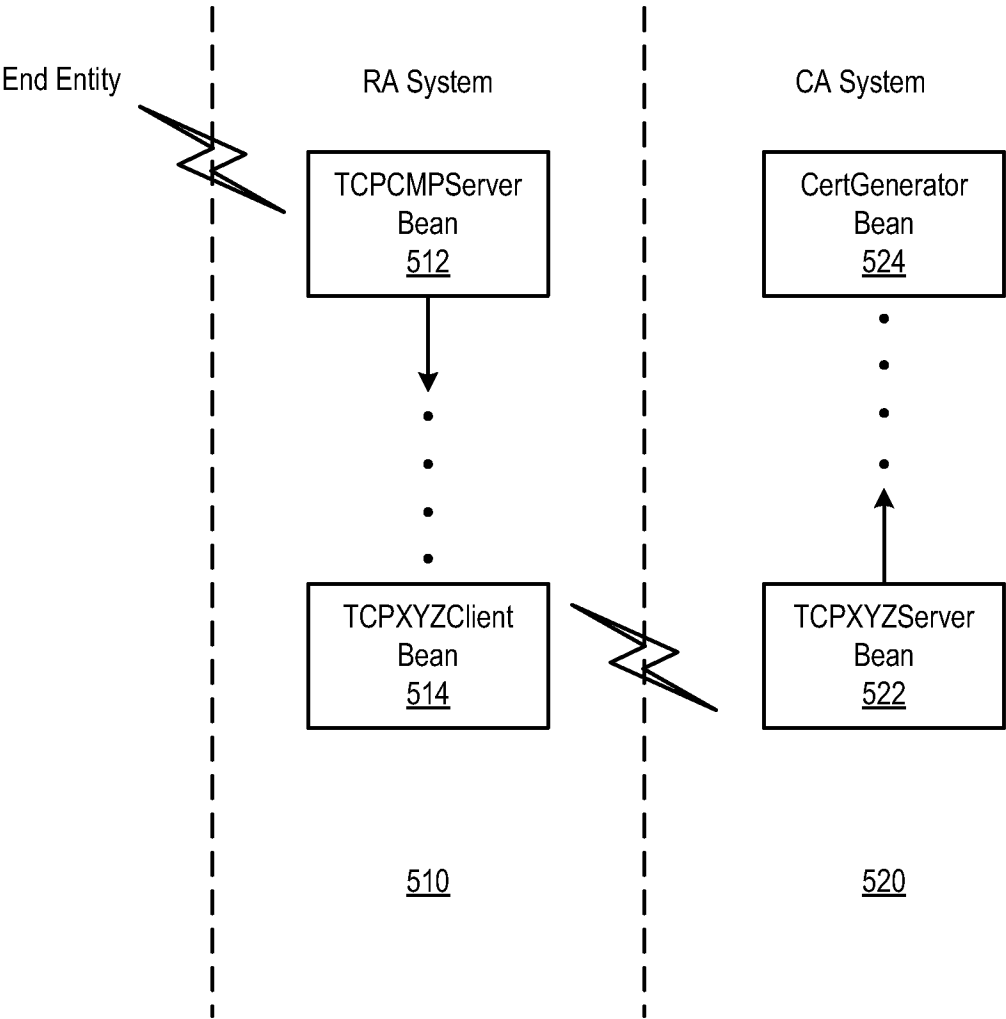 End Entity
RA System
CA System
TCPCMPServer
Bean
512
CertGenerator
Bean
524
TCPXYZClient
Bean
514
TCPXYZServer
Bean
522
510
520